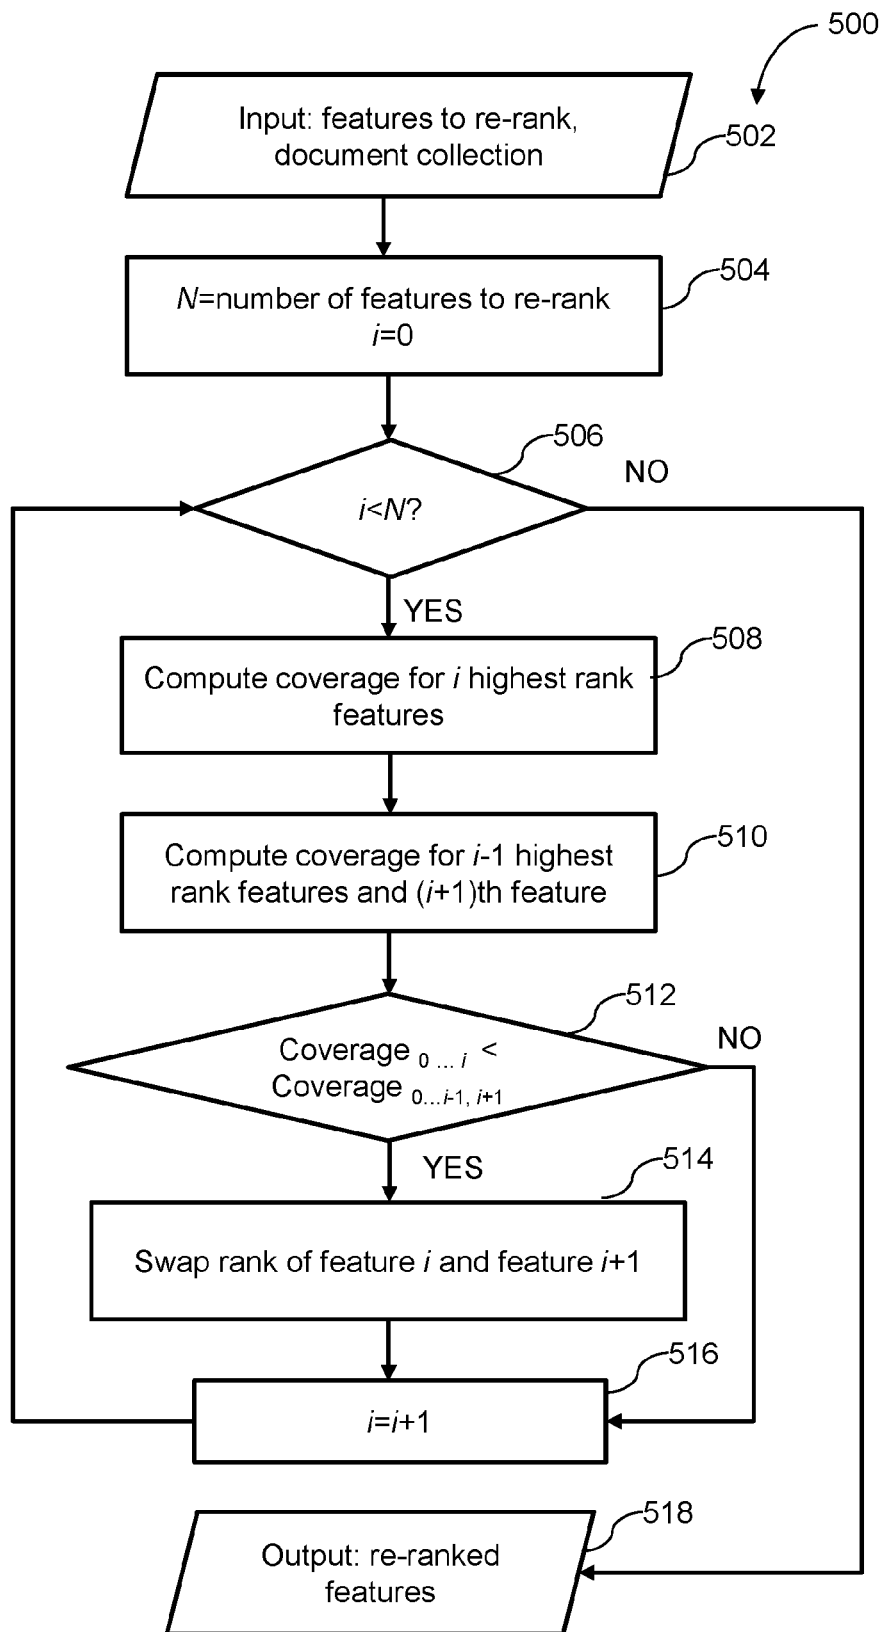 500
Input: features to re-rank,
document collection
502
504
N=number of features to re-rank
i=0
506
NO
i<N?
YES
508
Compute coverage for i highest rank
features
510
Compute coverage for i-1 highest
rank features and (i+1)th feature
512
NO
Coverage 0 ... i <
Coverage 0...i-1, i+1
YES
514
Swap rank of feature i and feature i+1
516
i=i+1
518
Output: re-ranked
features